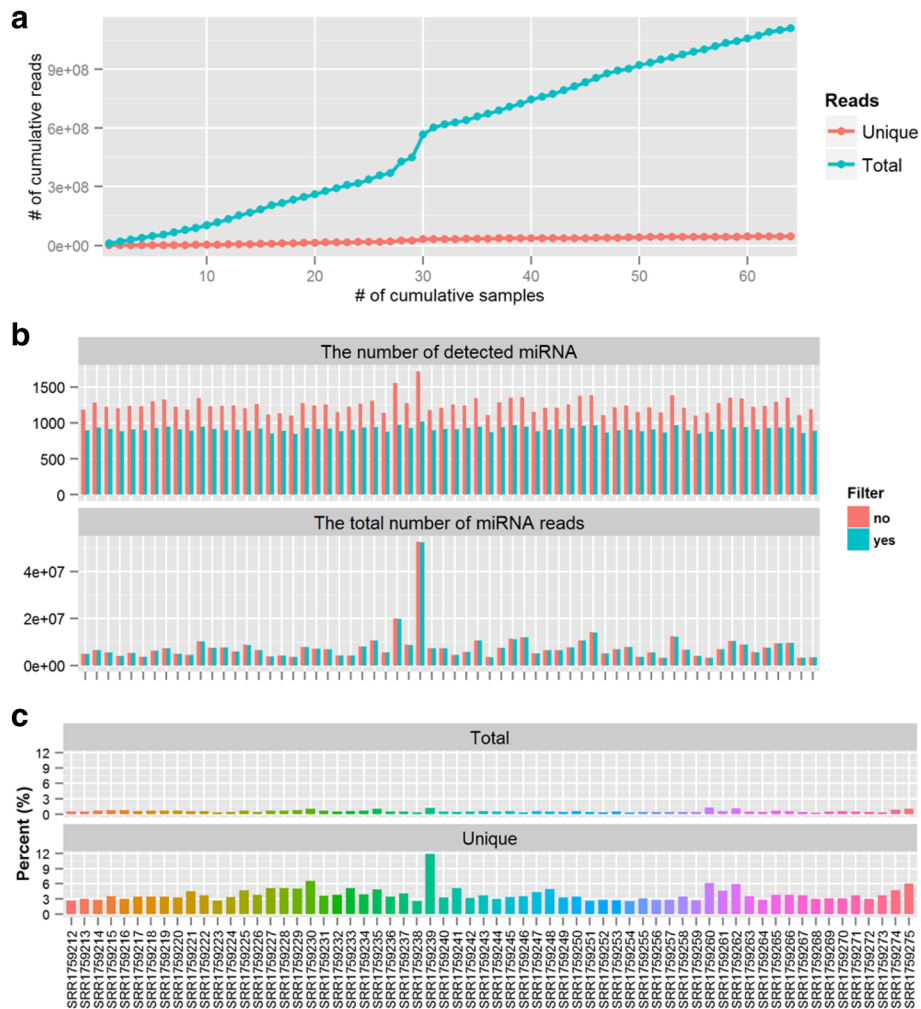 a
# of cumulative reads
9e+08
6e+08
3e+08
0e+00
10 20 30 40 50 60
# of cumulative samples
Reads
Unique
Total
b
The number of detected miRNA
1500
1000
500
0
The total number of miRNA reads
4e+07
2e+07
0e+00
Filter
no
yes
c
Percent (%)
Total
12
9
6
3
0
Unique
12
9
6
3
0
SRR1759212
SRR1759213
SRR1759214
SRR1759215
SRR1759216
SRR1759217
SRR1759218
SRR1759219
SRR1759220
SRR1759221
SRR1759222
SRR1759223
SRR1759224
SRR1759225
SRR1759226
SRR1759227
SRR1759228
SRR1759229
SRR1759230
SRR1759231
SRR1759232
SRR1759233
SRR1759234
SRR1759235
SRR1759236
SRR1759237
SRR1759238
SRR1759239
SRR1759240
SRR1759241
SRR1759242
SRR1759243
SRR1759244
SRR1759245
SRR1759246
SRR1759247
SRR1759248
SRR1759249
SRR1759250
SRR1759251
SRR1759252
SRR1759253
SRR1759254
SRR1759255
SRR1759256
SRR1759257
SRR1759258
SRR1759259
SRR1759260
SRR1759261
SRR1759262
SRR1759263
SRR1759264
SRR1759265
SRR1759266
SRR1759267
SRR1759268
SRR1759269
SRR1759270
SRR1759271
SRR1759272
SRR1759273
SRR1759274
SRR1759275